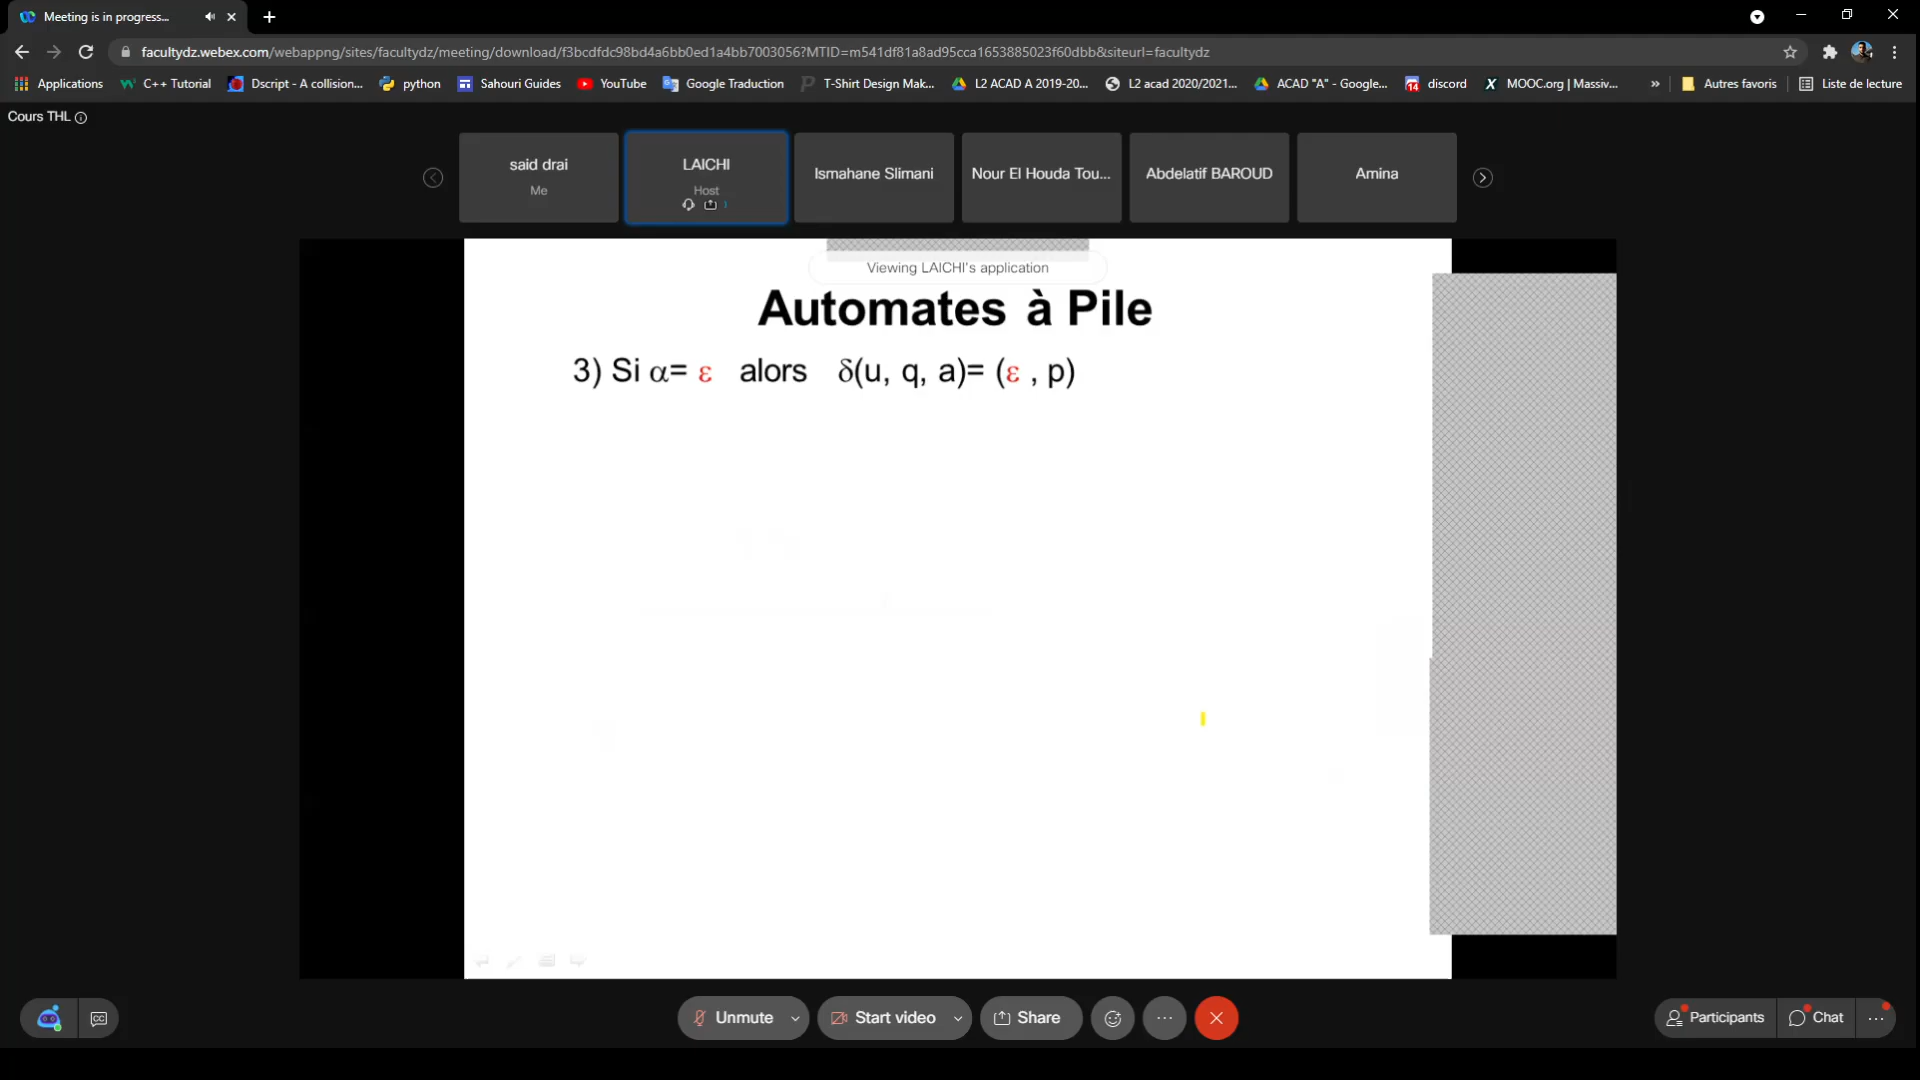 Meeting is in progress...
facultydz.webex.com/webappng/sites/facultydz/meeting/download/f3bcdfdc98bd4a6bb0ed1a4bb7003056?MTID=m541df81a8ad95cca1653885023f60dbb&siteurl=facultydz
Applications C++ Tutorial Dscript - A collision... python Sahouri Guides YouTube Google Traduction T-Shirt Design Mak... L2 ACAD A 2019-20... L2 acad 2020/2021... ACAD "A" - Google... 14 discord MOOC.org | Massiv... » Autres favoris Liste de lecture
Cours THL
said drai
Me
LAICHI
Host
Ismahane Slimani
Nour El Houda Tou...
Abdelatif BAROUD
Amina
Viewing LAICHI's application
Automates à Pile
3) Si α= ε alors δ(u, q, a)= (ε , p)
CC Unmute Start video Share ... Participants Chat ...